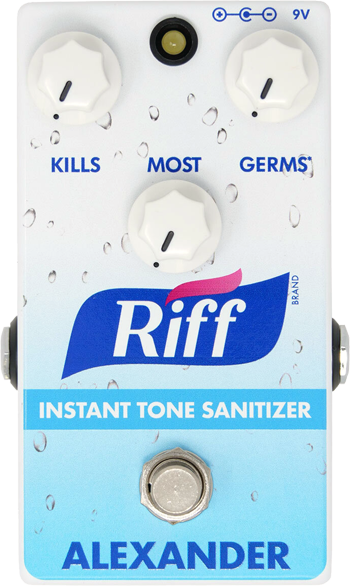 9V
KILLS MOST GERMS*
Riff
BRAND
INSTANT TONE SANITIZER
ALEXANDER